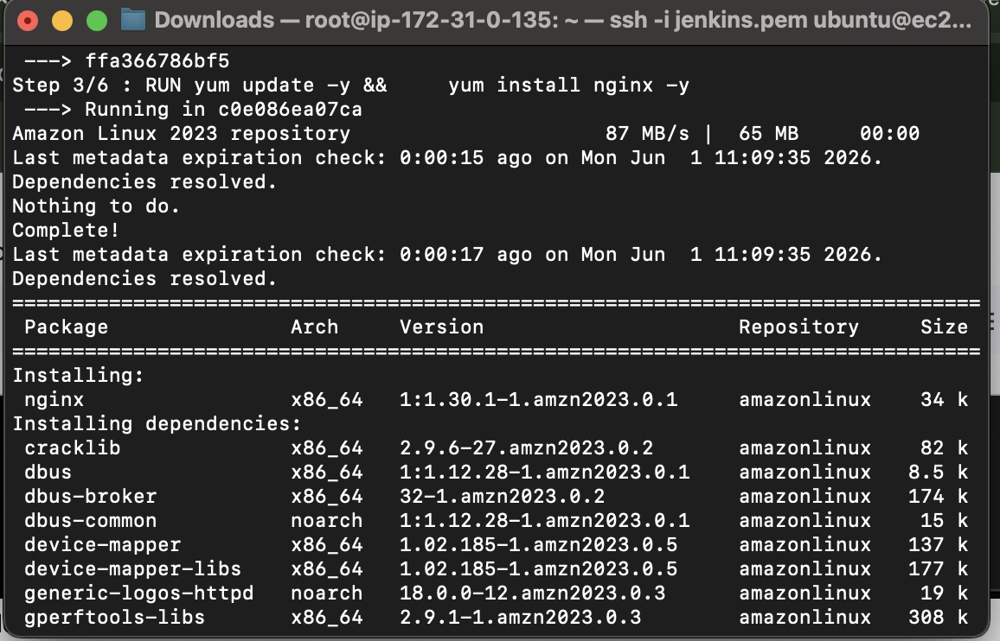 Downloads — root@ip-172-31-0-135: ~ — ssh -i jenkins.pem ubuntu@ec2...
---> ffa366786bf5
Step 3/6 : RUN yum update -y &&     yum install nginx -y
---> Running in c0e086ea07ca
Amazon Linux 2023 repository                     87 MB/s |  65 MB     00:00
Last metadata expiration check: 0:00:15 ago on Mon Jun  1 11:09:35 2026.
Dependencies resolved.
Nothing to do.
Complete!
Last metadata expiration check: 0:00:17 ago on Mon Jun  1 11:09:35 2026.
Dependencies resolved.
================================================================================
 Package               Arch     Version                     Repository     Size
================================================================================
Installing:
 nginx                 x86_64   1:1.30.1-1.amzn2023.0.1     amazonlinux    34 k
Installing dependencies:
 cracklib              x86_64   2.9.6-27.amzn2023.0.2       amazonlinux    82 k
 dbus                  x86_64   1:1.12.28-1.amzn2023.0.1    amazonlinux   8.5 k
 dbus-broker           x86_64   32-1.amzn2023.0.2           amazonlinux   174 k
 dbus-common           noarch   1:1.12.28-1.amzn2023.0.1    amazonlinux    15 k
 device-mapper         x86_64   1.02.185-1.amzn2023.0.5     amazonlinux   137 k
 device-mapper-libs    x86_64   1.02.185-1.amzn2023.0.5     amazonlinux   177 k
 generic-logos-httpd   noarch   18.0.0-12.amzn2023.0.3      amazonlinux    19 k
 gperftools-libs       x86_64   2.9.1-1.amzn2023.0.3        amazonlinux   308 k